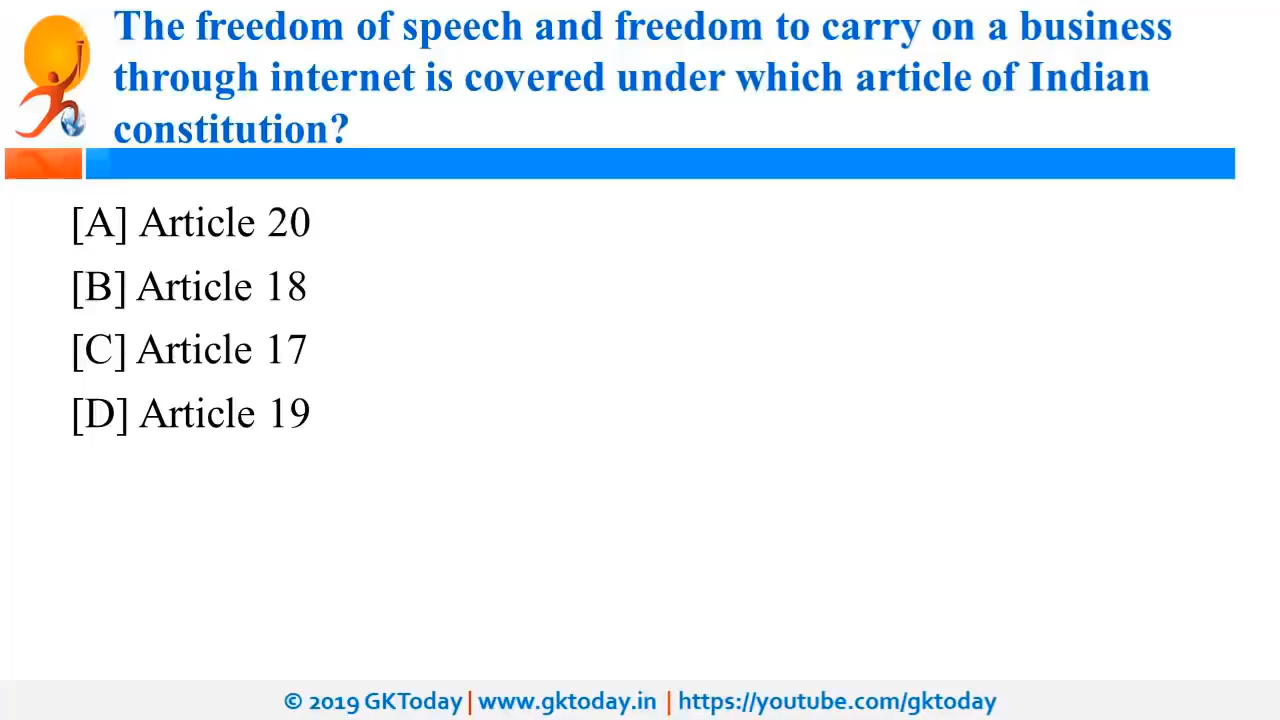 The freedom of speech and freedom to carry on a business
through internet is covered under which article of Indian
constitution?
[A] Article 20
[B] Article 18
[C] Article 17
[D] Article 19
© 2019 GKToday | www.gktoday.in | https://youtube.com/gktoday